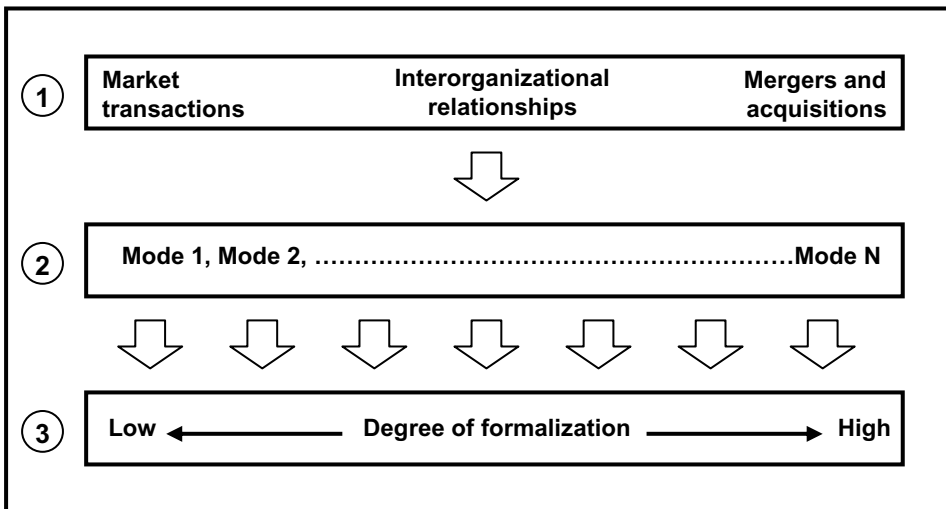 1
Market
transactions
Interorganizational
relationships
Mergers and
acquisitions
2
Mode 1, Mode 2, ……………………………………………………Mode N
3
Low
Degree of formalization
High